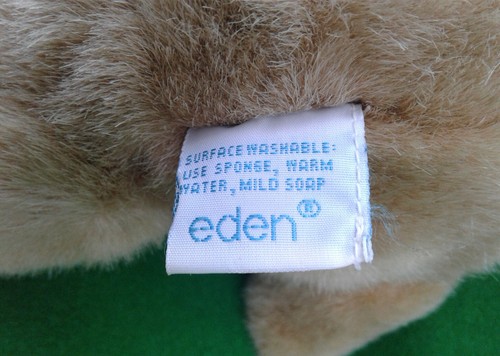 SURFACE WASHABLE:
USE SPONGE, WARM
WATER, MILD SOAP
eden®